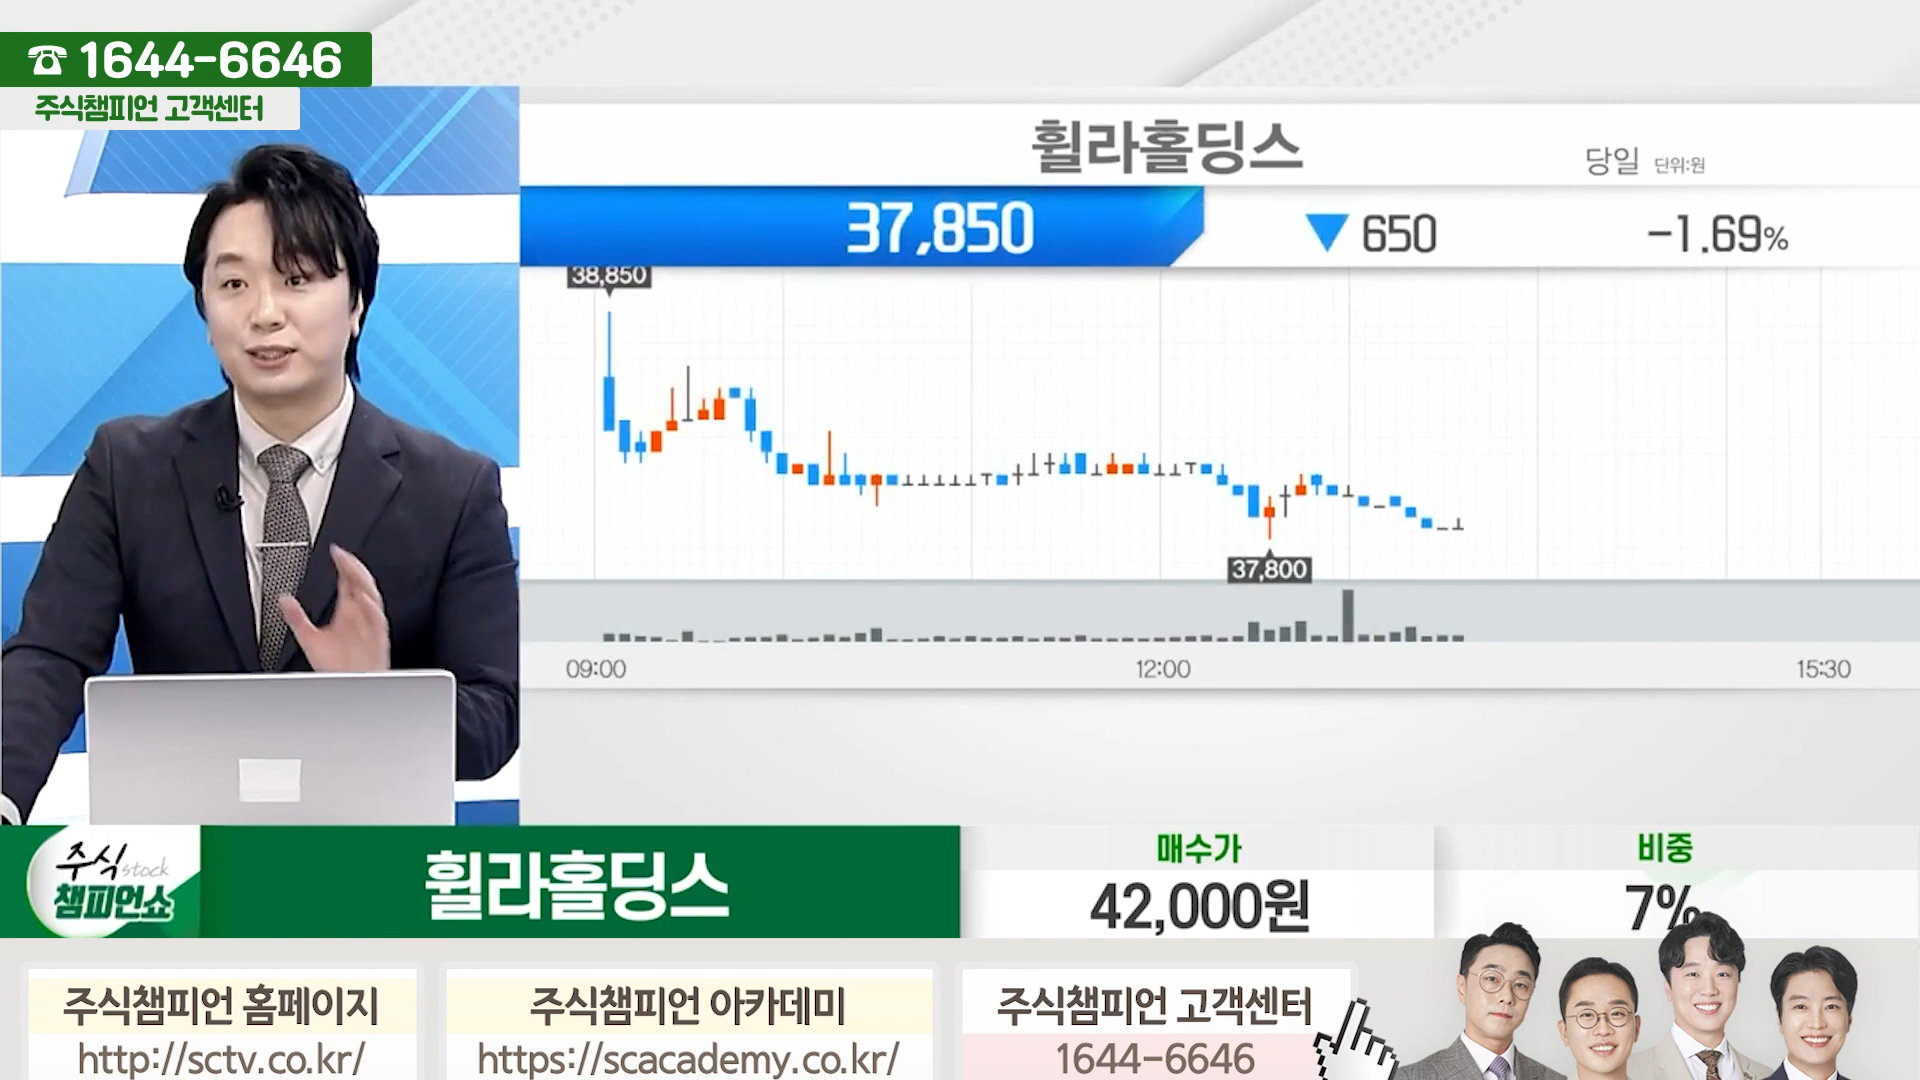 ☎ 1644-6646
주식챔피언 고객센터
휠라홀딩스
당일 단위:원
37,850 ▼ 650 -1.69%
38,850
37,800
09:00 12:00 15:30
주식 stock
챔피언쇼
휠라홀딩스
매수가
42,000원
비중
7%
주식챔피언 홈페이지
http://sctv.co.kr/
주식챔피언 아카데미
https://scacademy.co.kr/
주식챔피언 고객센터
1644-6646